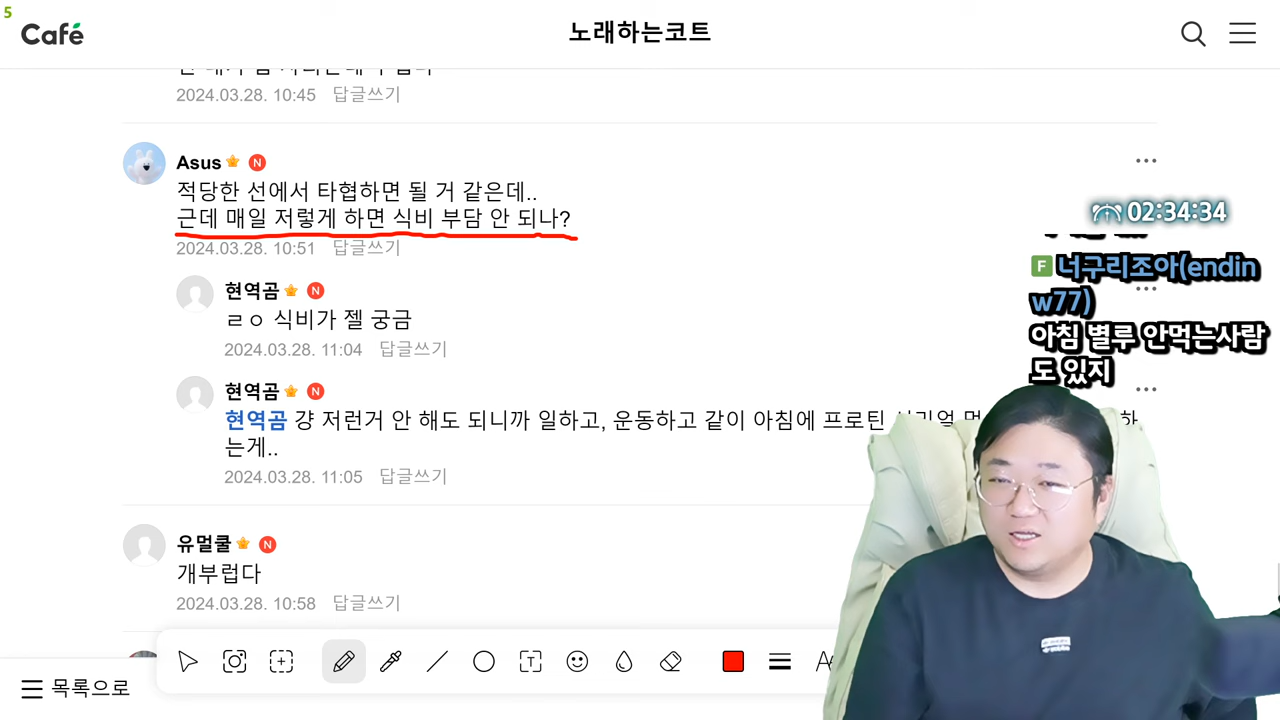 5
Café
노래하는코트
2024.03.28. 10:45 답글쓰기
Asus N
적당한 선에서 타협하면 될 거 같은데..
근데 매일 저렇게 하면 식비 부담 안 되나?
2024.03.28. 10:51 답글쓰기
현역곰 N
ㄹㅇ 식비가 젤 궁금
2024.03.28. 11:04 답글쓰기
현역곰 N
현역곰 걍 저런거 안 해도 되니까 일하고, 운동하고 같이 아침에 프로틴
는게..
2024.03.28. 11:05 답글쓰기
유멀쿨 N
개부럽다
2024.03.28. 10:58 답글쓰기
목록으로
T
02:34:34
F 너구리조아(endin
w77)
아침 별루 안먹는사람
도 있지